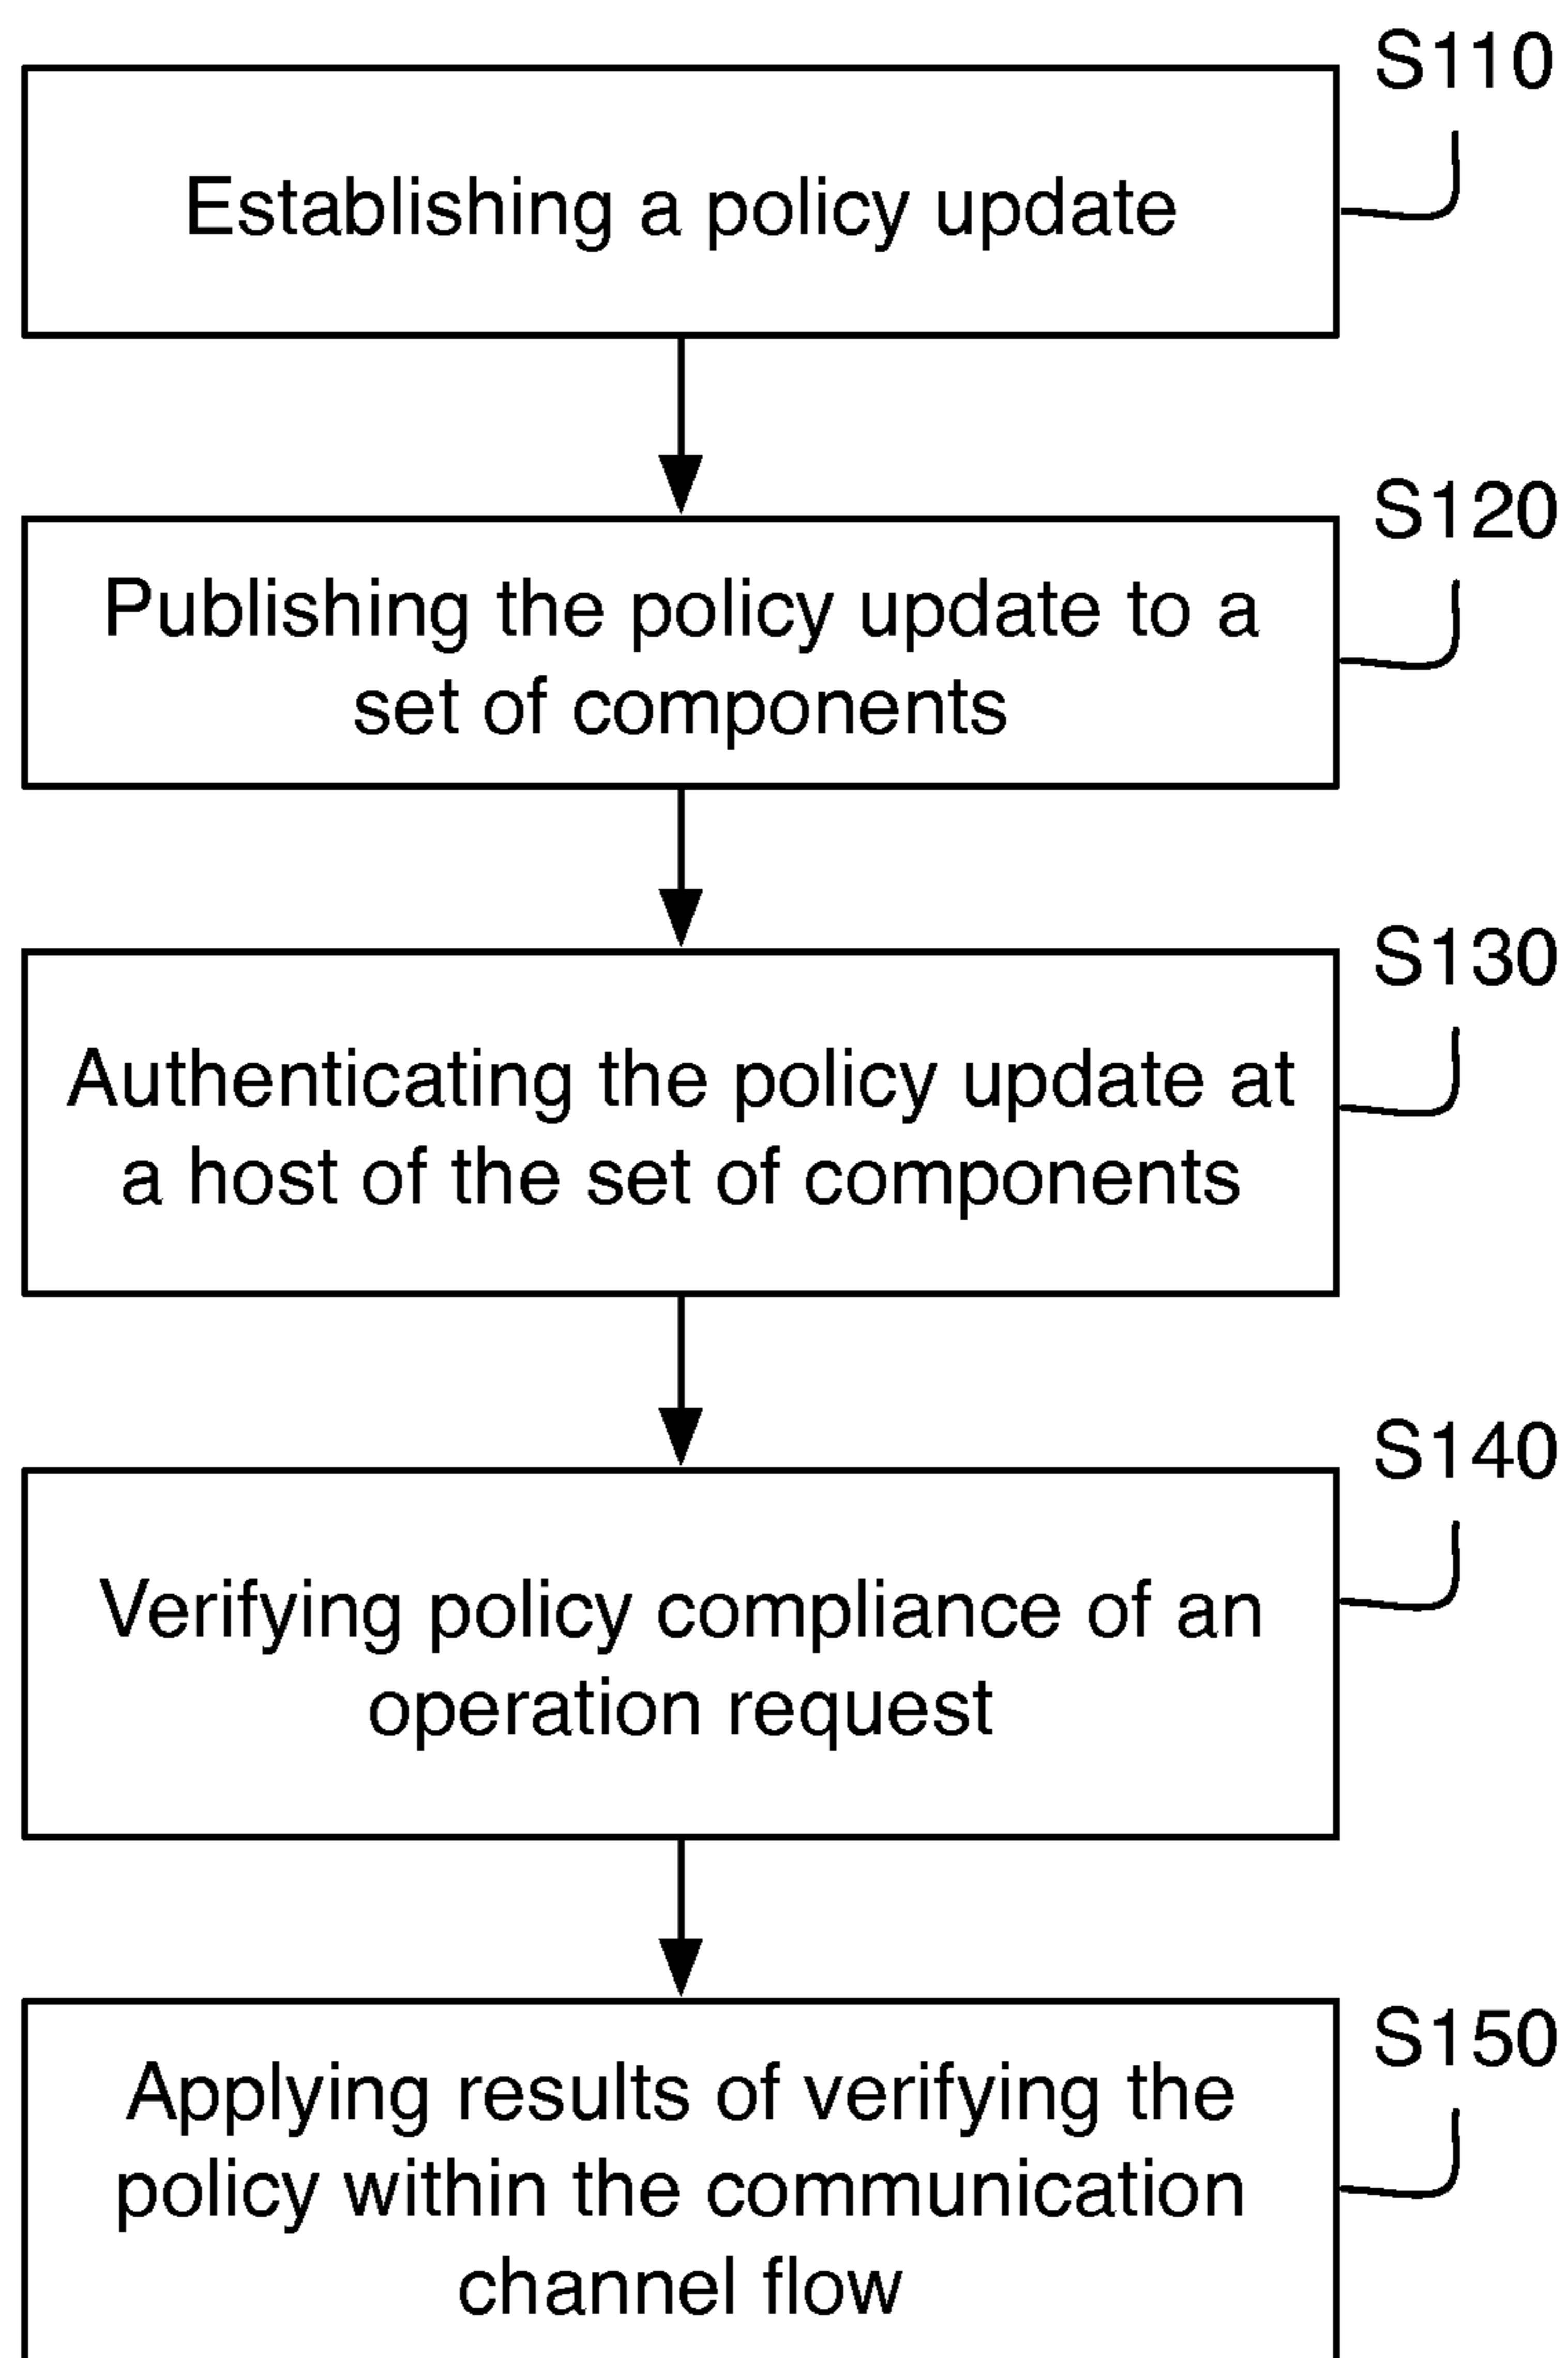 S110
Establishing a policy update
S120
Publishing the policy update to a
set of components
S130
Authenticating the policy update at
a host of the set of components
S140
Verifying policy compliance of an
operation request
S150
Applying results of verifying the
policy within the communication
channel flow